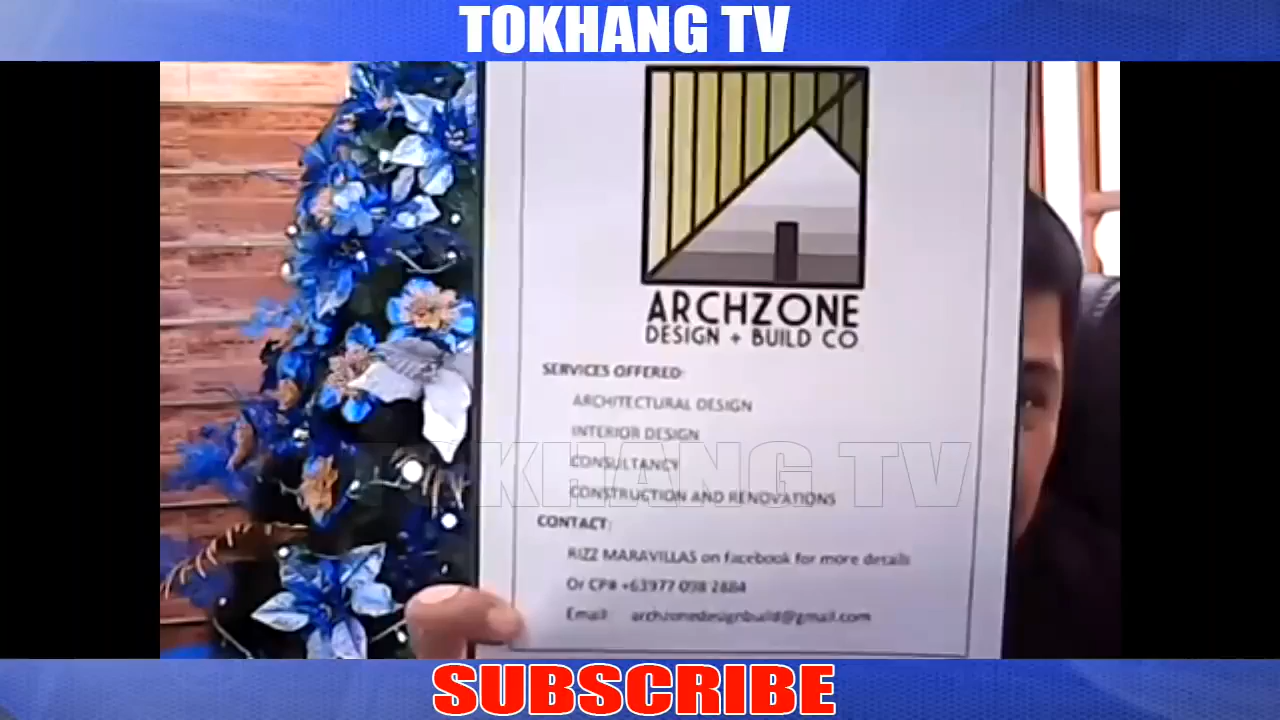 TOKHANG TV
ARCHZONE
DESIGN + BUILD CO
SERVICES OFFERED:
ARCHITECTURAL DESIGN
INTERIOR DESIGN
CONSULTANCY
TOKHANG TV
CONSTRUCTION AND RENOVATIONS
CONTACT:
RIZZ MARAVILLAS on facebook for more details
Or CP# +63977 098 2884
Email: archzonedesignbuild@gmail.com
SUBSCRIBE